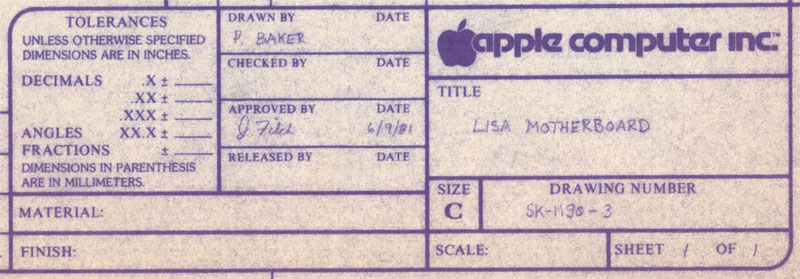 TOLERANCES
UNLESS OTHERWISE SPECIFIED
DIMENSIONS ARE IN INCHES.
DECIMALS .X ±
.XX ±
.XXX ±
ANGLES XX.X ±
FRACTIONS ±
DIMENSIONS IN PARENTHESIS
ARE IN MILLIMETERS.
DRAWN BY DATE
P. BAKER
CHECKED BY DATE
APPROVED BY DATE
J. 6/9/81
RELEASED BY DATE
apple computer inc.™
TITLE
LISA MOTHERBOARD
SIZE
C
DRAWING NUMBER
SK-1190-3
MATERIAL:
FINISH:
SCALE:
SHEET 1 OF 1